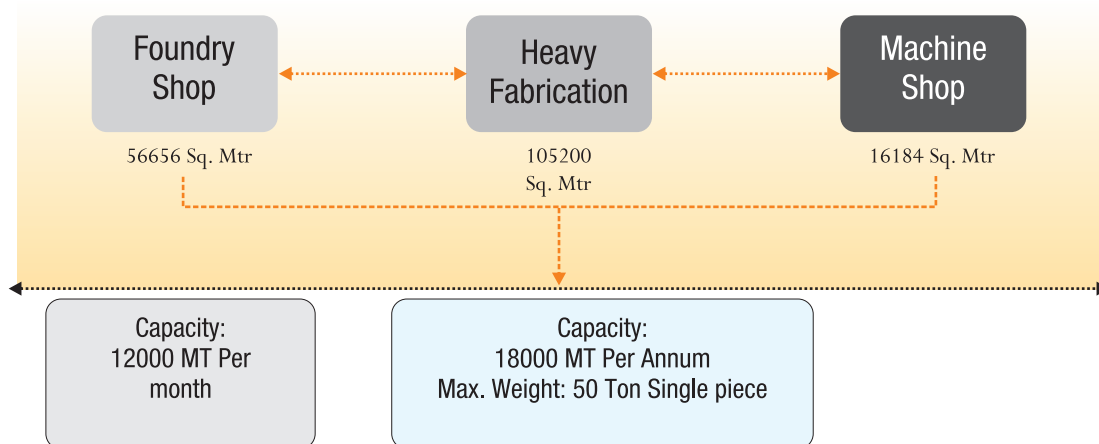 Foundry
Shop
Heavy
Fabrication
Machine
Shop
56656 Sq. Mtr
105200
Sq. Mtr
16184 Sq. Mtr
Capacity:
12000 MT Per
month
Capacity:
18000 MT Per Annum
Max. Weight: 50 Ton Single piece